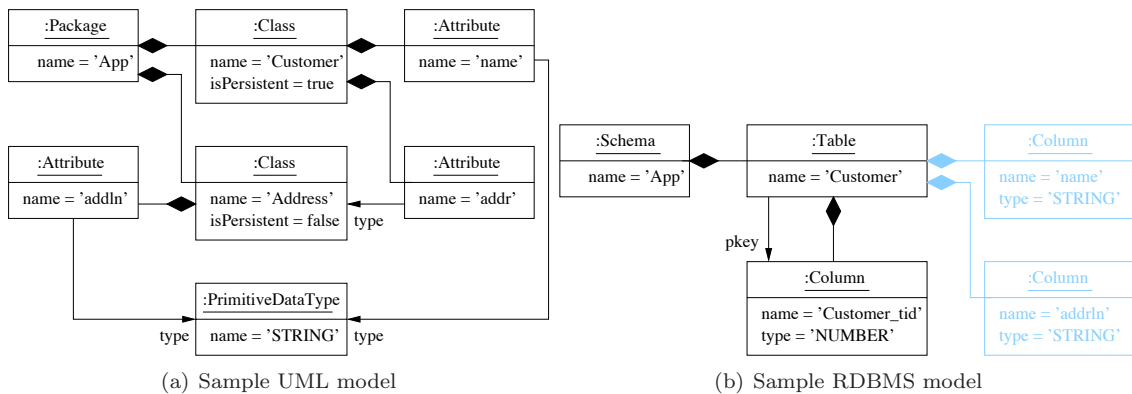 :Package
name = ’App’
:Class
name = ’Customer’
isPersistent = true
:Attribute
name = ’name’
:Attribute
name = ’addln’
:Class
name = ’Address’
isPersistent = false
type
:Attribute
name = ’addr’
:PrimitiveDataType
name = ’STRING’
type
type
(a) Sample UML model
:Schema
name = ’App’
:Table
name = ’Customer’
:Column
name = ’name’
type = ’STRING’
pkey
:Column
name = ’Customer_tid’
type = ’NUMBER’
:Column
name = ’addrln’
type = ’STRING’
(b) Sample RDBMS model